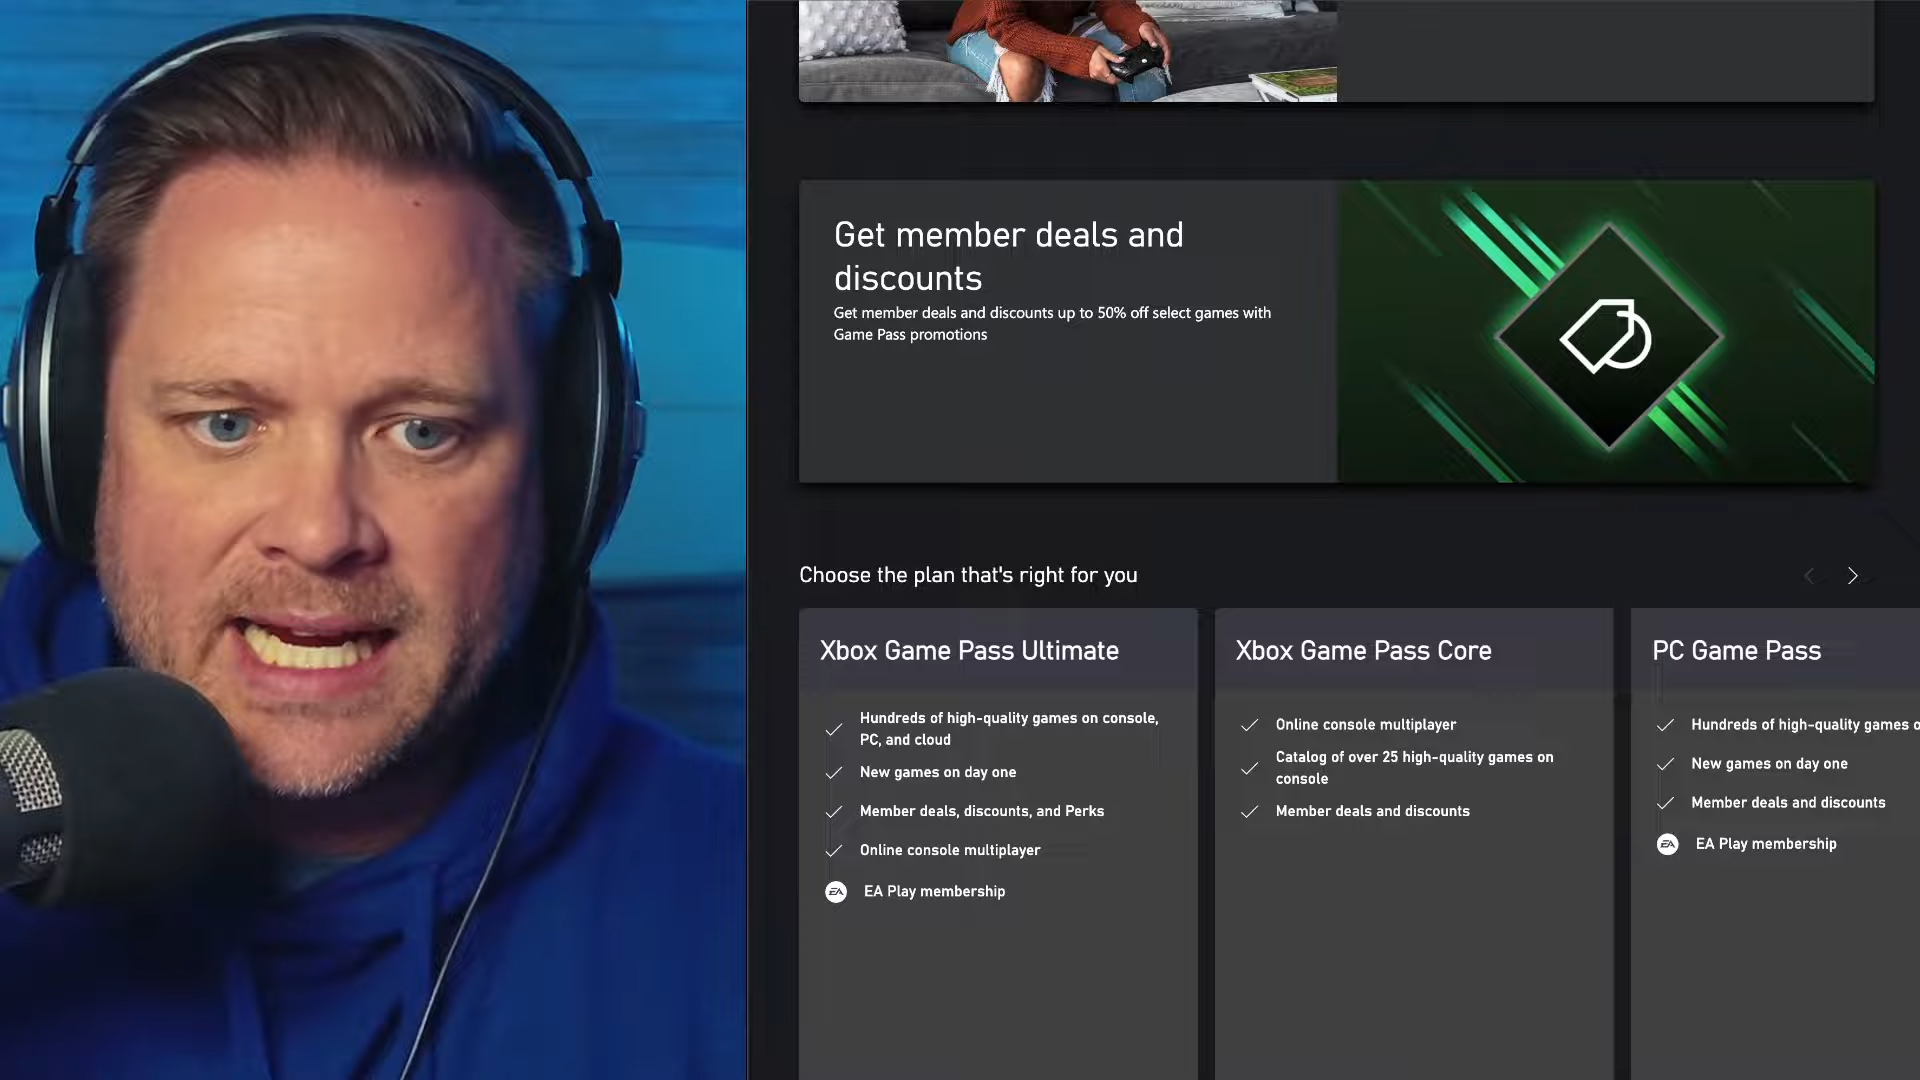 Get member deals and
discounts
Get member deals and discounts up to 50% off select games with
Game Pass promotions
Choose the plan that's right for you
Xbox Game Pass Ultimate
Hundreds of high-quality games on console,
PC, and cloud
New games on day one
Member deals, discounts, and Perks
Online console multiplayer
EA EA Play membership
Xbox Game Pass Core
Online console multiplayer
Catalog of over 25 high-quality games on
console
Member deals and discounts
PC Game Pass
Hundreds of high-quality games o
New games on day one
Member deals and discounts
EA EA Play membership